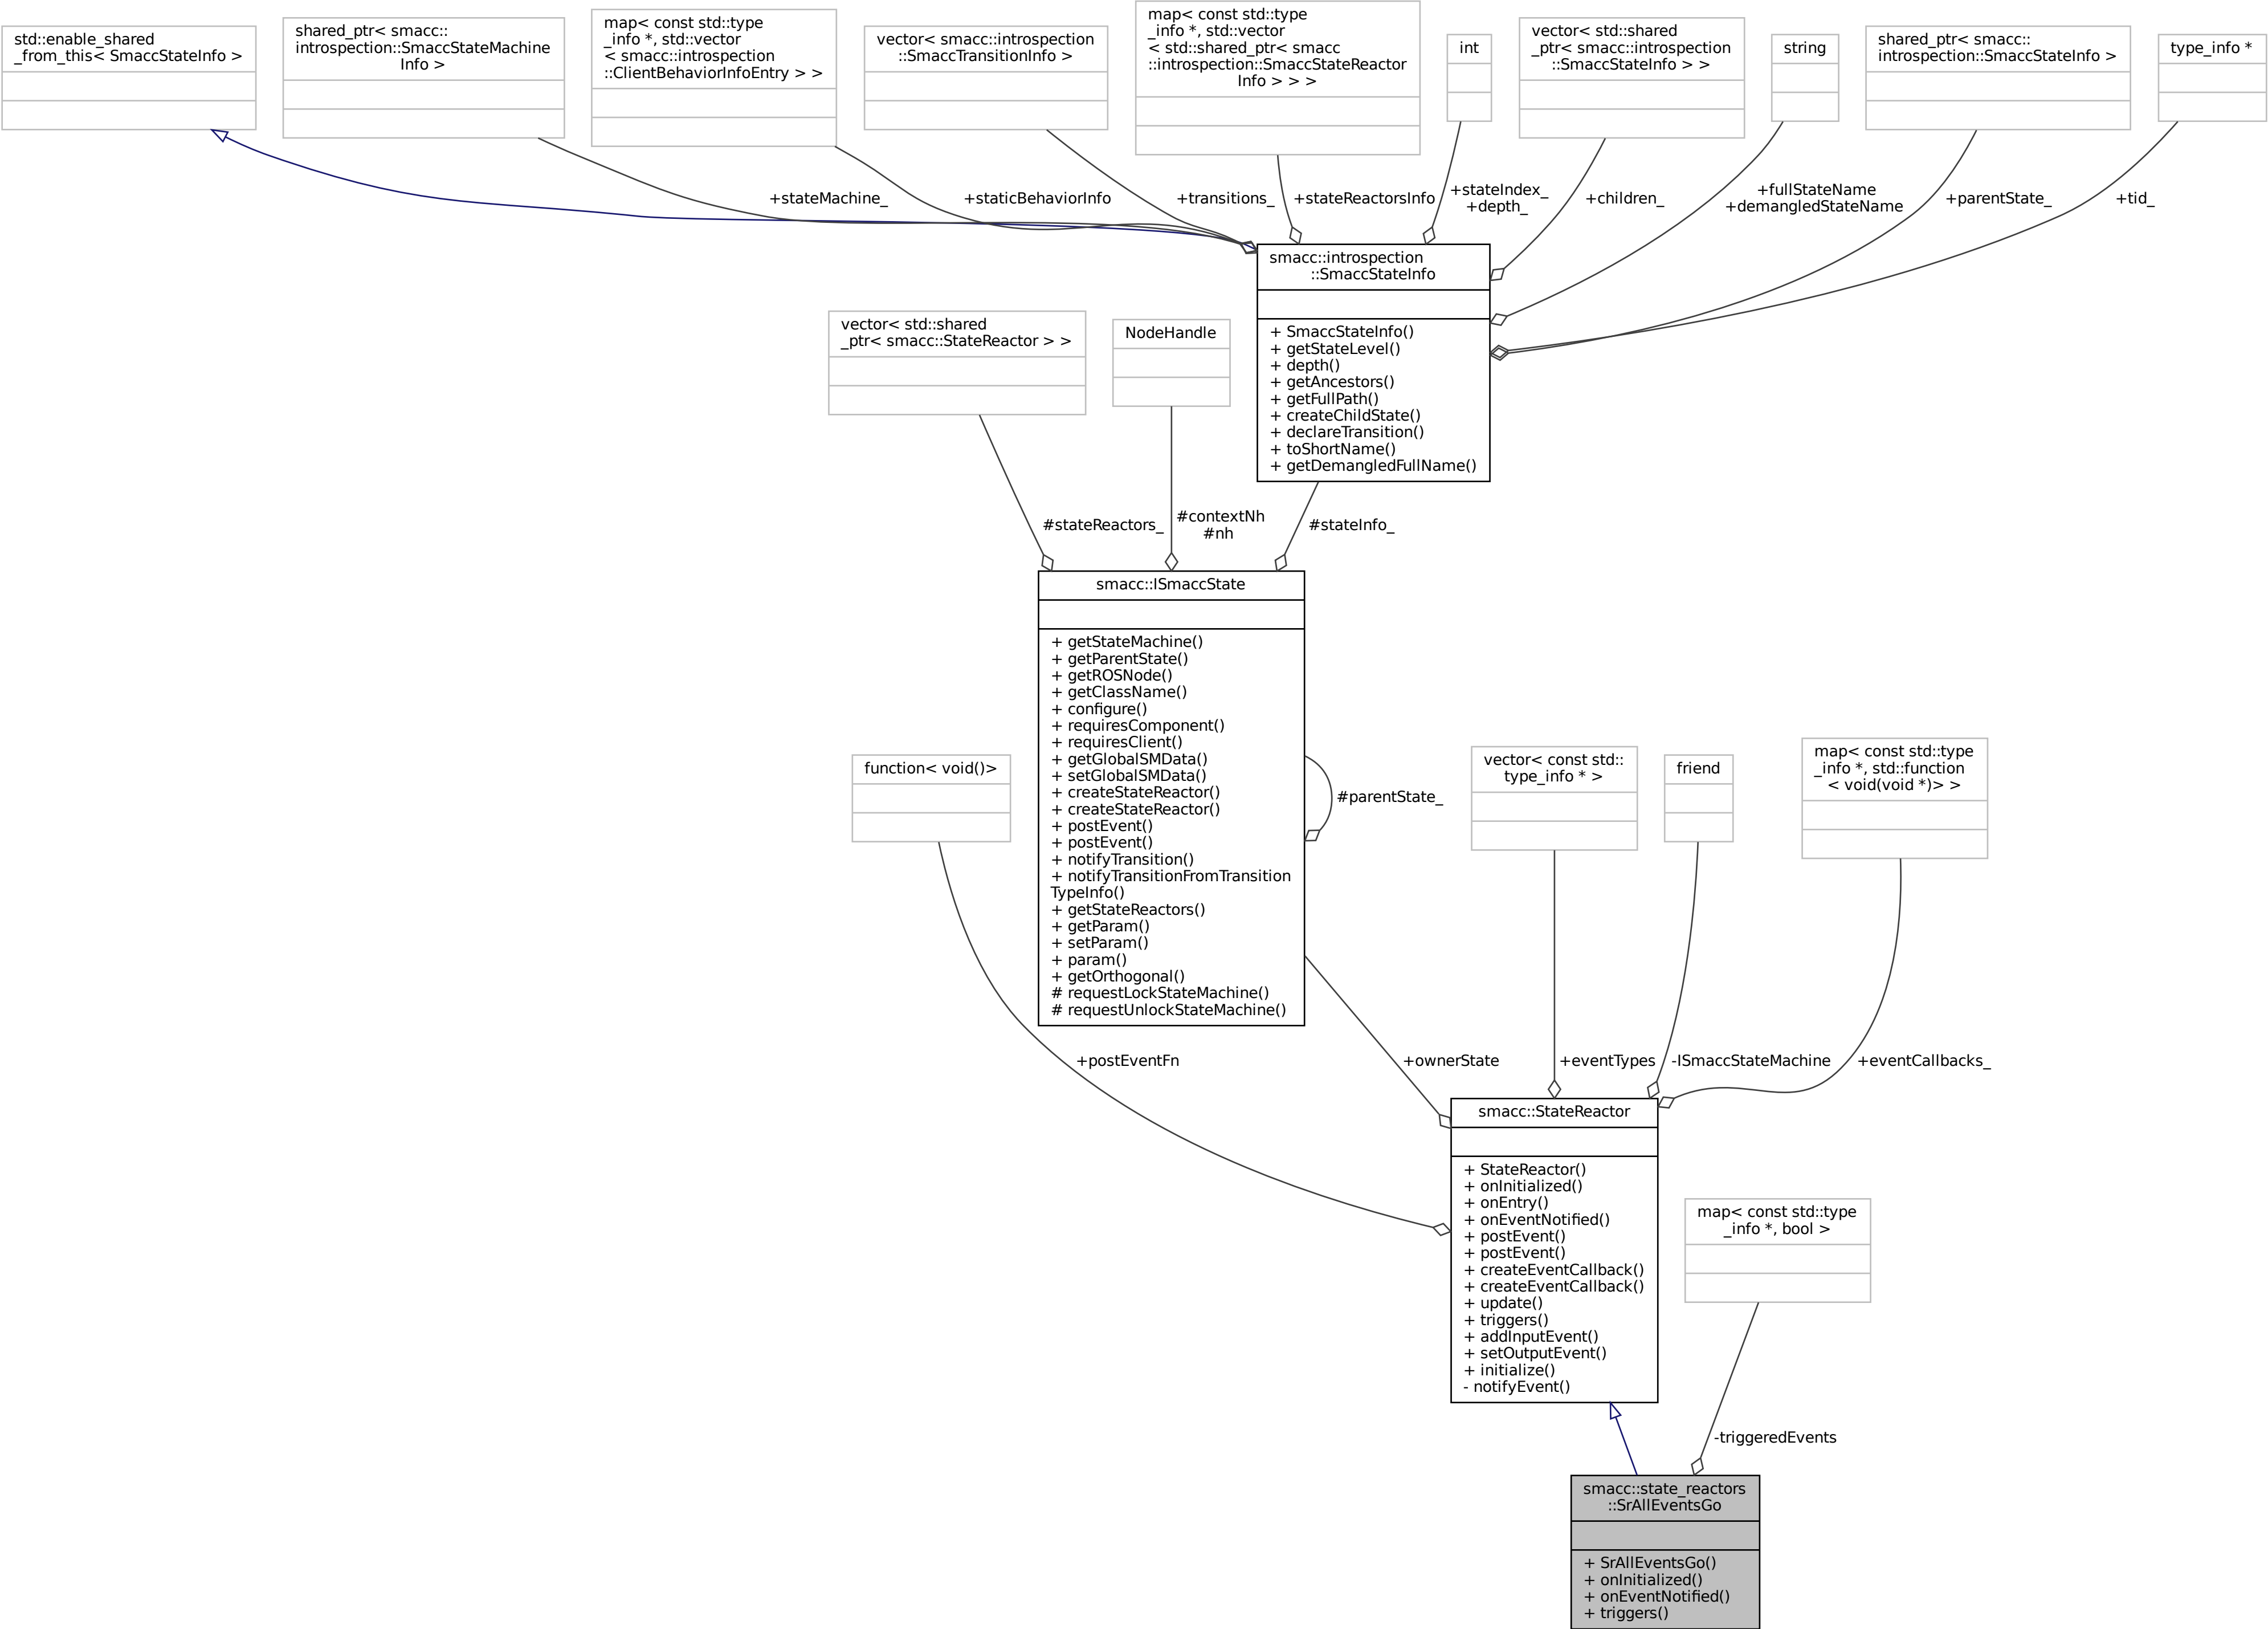 std::enable_shared
_from_this< SmaccStateInfo >
shared_ptr< smacc::
introspection::SmaccStateMachine
Info >
map< const std::type
_info *, std::vector
< smacc::introspection
::ClientBehaviorInfoEntry > >
vector< smacc::introspection
::SmaccTransitionInfo >
map< const std::type
_info *, std::vector
< std::shared_ptr< smacc
::introspection::SmaccStateReactor
Info > > >
int
vector< std::shared
_ptr< smacc::introspection
::SmaccStateInfo > >
string
shared_ptr< smacc::
introspection::SmaccStateInfo >
type_info *
+stateMachine_
+staticBehaviorInfo
+transitions_
+stateReactorsInfo
+stateIndex_
+depth_
+children_
+fullStateName
+demangledStateName
+parentState_
+tid_
smacc::introspection
::SmaccStateInfo
+ SmaccStateInfo()
+ getStateLevel()
+ depth()
+ getAncestors()
+ getFullPath()
+ createChildState()
+ declareTransition()
+ toShortName()
+ getDemangledFullName()
vector< std::shared
_ptr< smacc::StateReactor > >
NodeHandle
#stateReactors_
#contextNh
#nh
#stateInfo_
smacc::ISmaccState
+ getStateMachine()
+ getParentState()
+ getROSNode()
+ getClassName()
+ configure()
+ requiresComponent()
+ requiresClient()
+ getGlobalSMData()
+ setGlobalSMData()
+ createStateReactor()
+ createStateReactor()
+ postEvent()
+ postEvent()
+ notifyTransition()
+ notifyTransitionFromTransition
TypeInfo()
+ getStateReactors()
+ getParam()
+ setParam()
+ param()
+ getOrthogonal()
# requestLockStateMachine()
# requestUnlockStateMachine()
#parentState_
function< void()>
vector< const std::
type_info * >
friend
map< const std::type
_info *, std::function
< void(void *)> >
+postEventFn
+ownerState
+eventTypes
-ISmaccStateMachine
+eventCallbacks_
smacc::StateReactor
+ StateReactor()
+ onInitialized()
+ onEntry()
+ onEventNotified()
+ postEvent()
+ postEvent()
+ createEventCallback()
+ createEventCallback()
+ update()
+ triggers()
+ addInputEvent()
+ setOutputEvent()
+ initialize()
- notifyEvent()
map< const std::type
_info *, bool >
-triggeredEvents
smacc::state_reactors
::SrAllEventsGo
+ SrAllEventsGo()
+ onInitialized()
+ onEventNotified()
+ triggers()